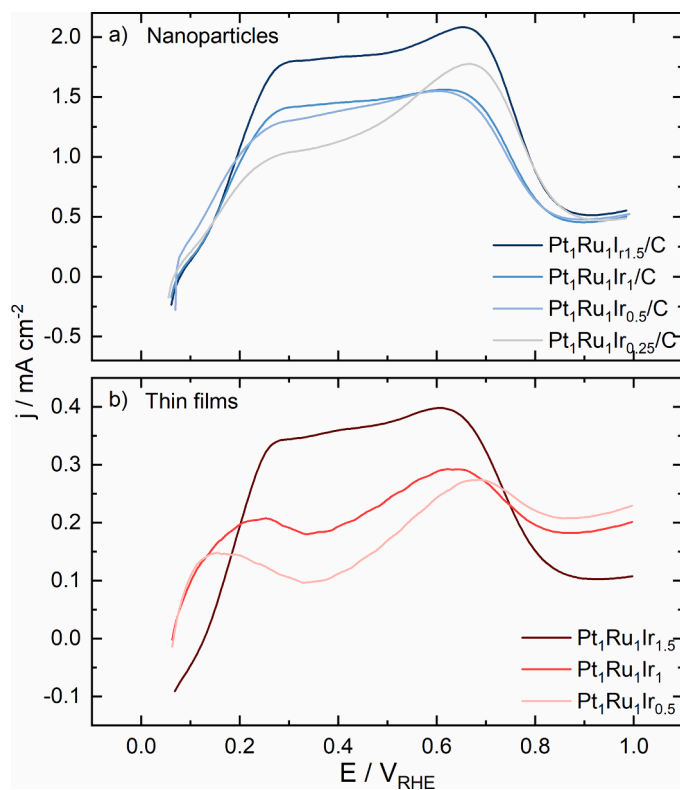 a) Nanoparticles
2.0
1.5
1.0
0.5
0.0
-0.5
Pt₁Ru₁I_r1.5/C
Pt₁Ru₁Ir₁/C
Pt₁Ru₁Ir₀.₅/C
Pt₁Ru₁Ir₀.₂₅/C
j / mA cm⁻²
b) Thin films
0.4
0.3
0.2
0.1
0.0
-0.1
Pt₁Ru₁Ir₁.₅
Pt₁Ru₁Ir₁
Pt₁Ru₁Ir₀.₅
0.0 0.2 0.4 0.6 0.8 1.0
E / V_RHE